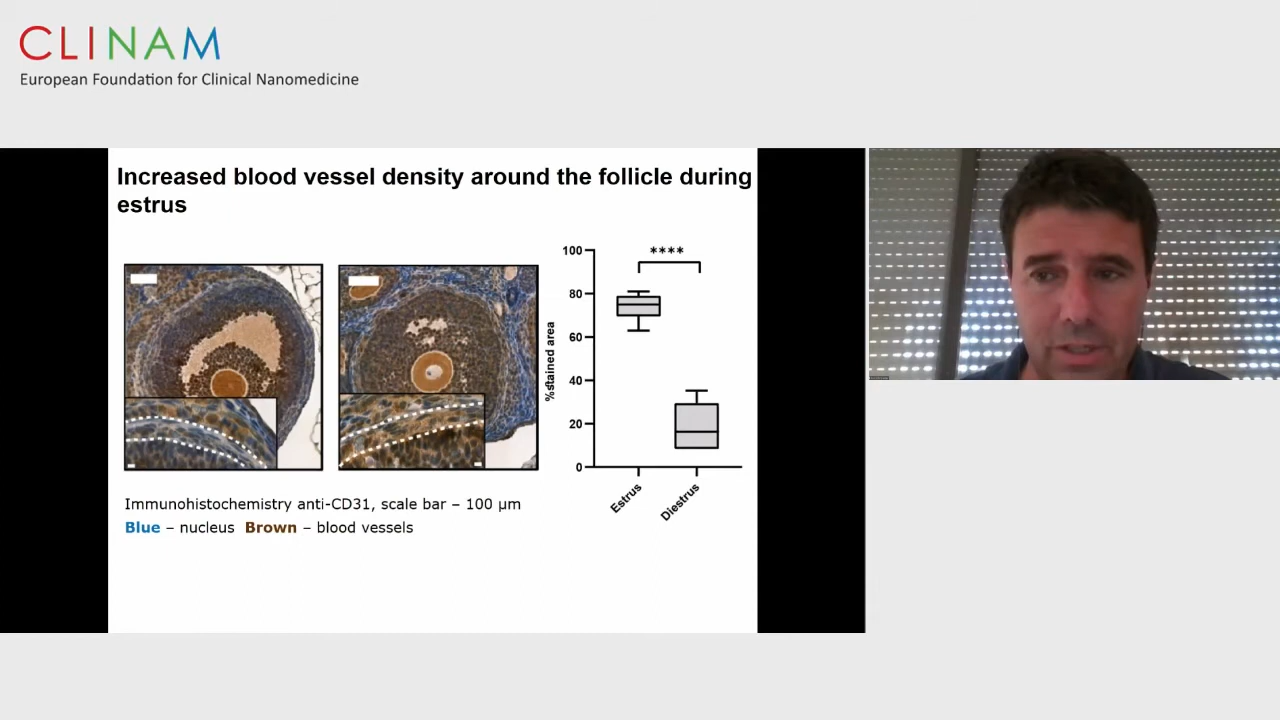 CLINAM
European Foundation for Clinical Nanomedicine
Increased blood vessel density around the follicle during
estrus
Immunohistochemistry anti-CD31, scale bar – 100 µm
Blue – nucleus Brown – blood vessels
%stained area
100
80
60
40
20
0
****
Estrus
Diestrus